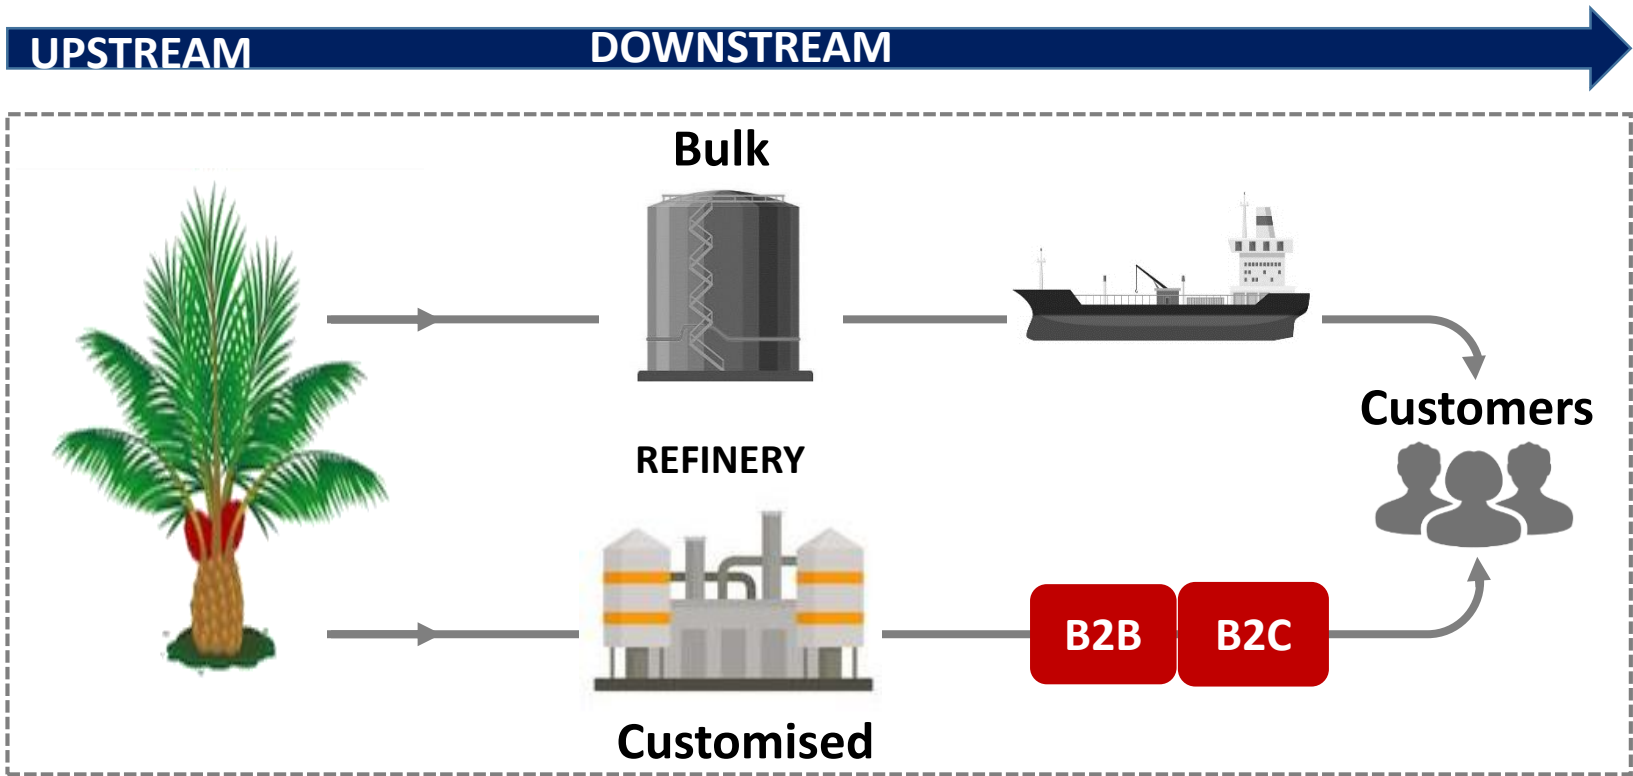 UPSTREAM
DOWNSTREAM
Bulk
Customers
REFINERY
B2B
B2C
Customised